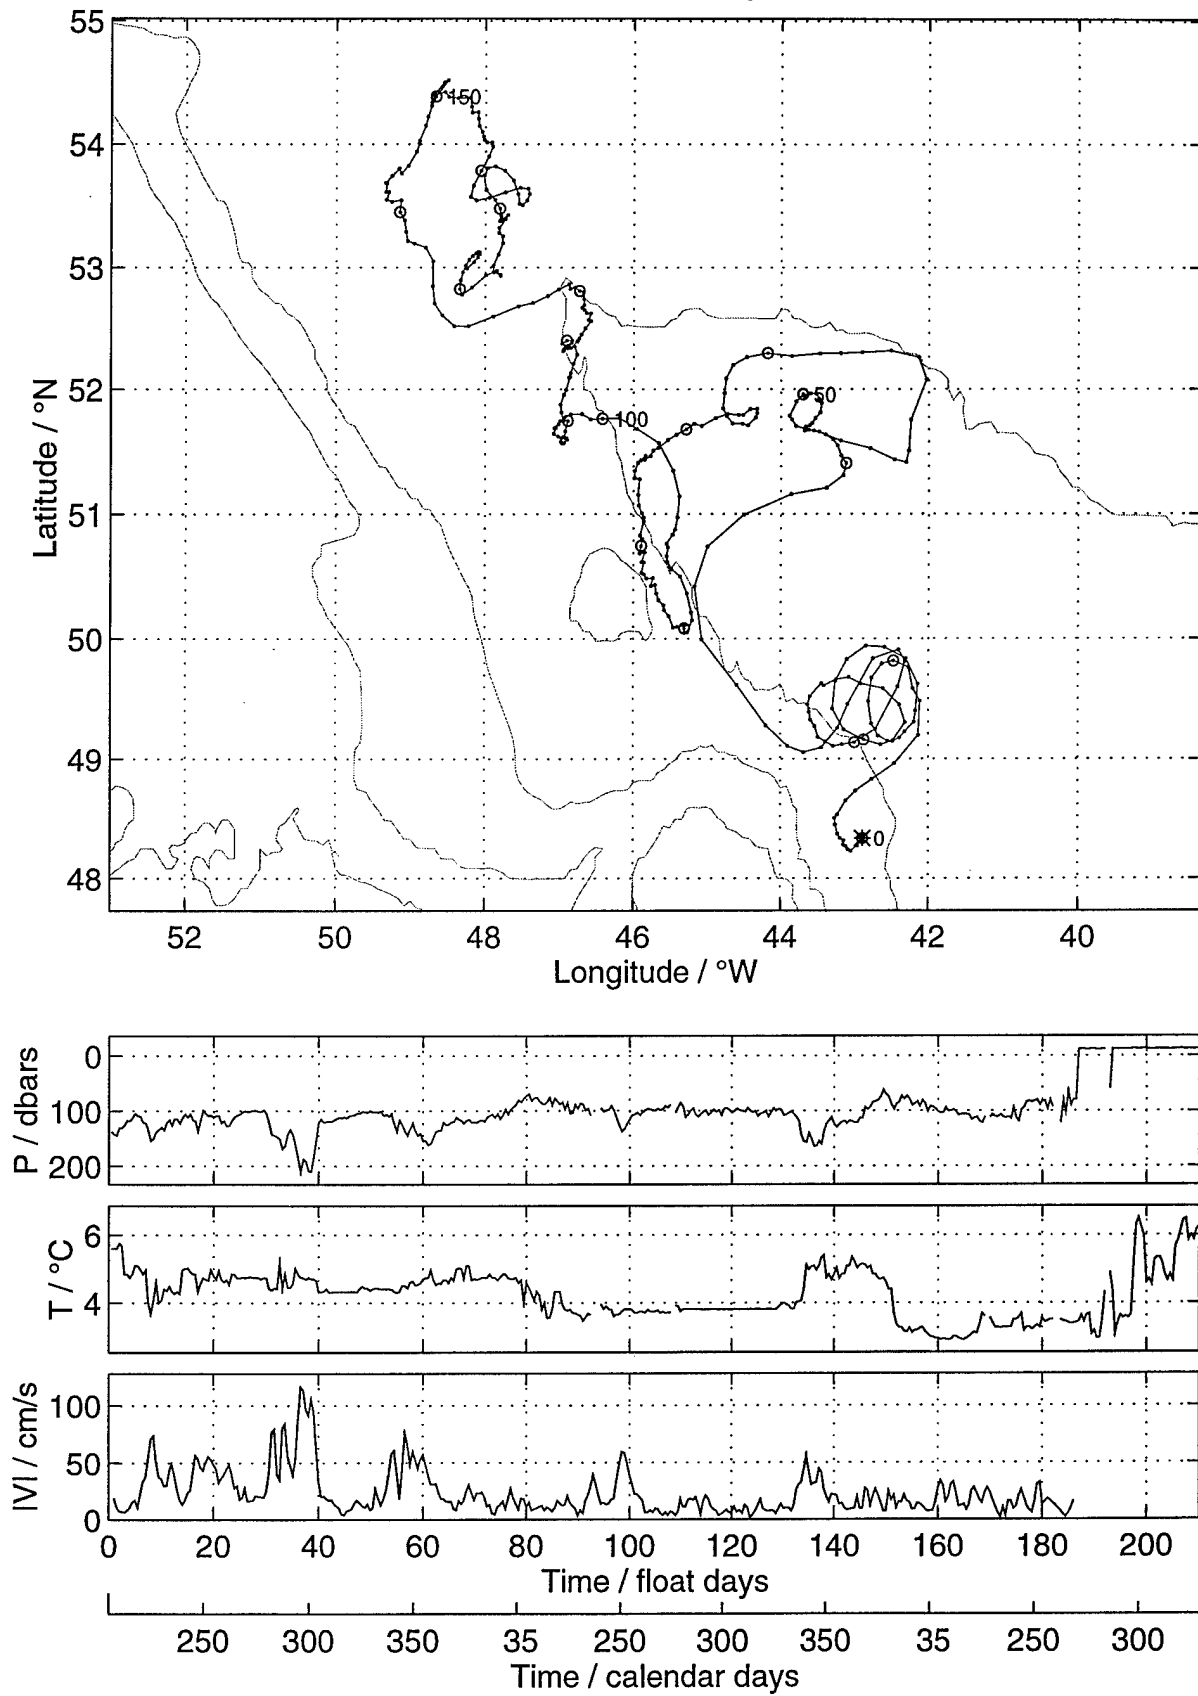 55
54
53
52
51
50
49
48
Latitude / °N
150
100
50
0
52 50 48 46 44 42 40
Longitude / °W
0
100
200
P / dbars
6
4
T / °C
100
50
0
|V| / cm/s
0 20 40 60 80 100 120 140 160 180 200
Time / float days
250 300 350 35 250 300 350 35 250 300
Time / calendar days